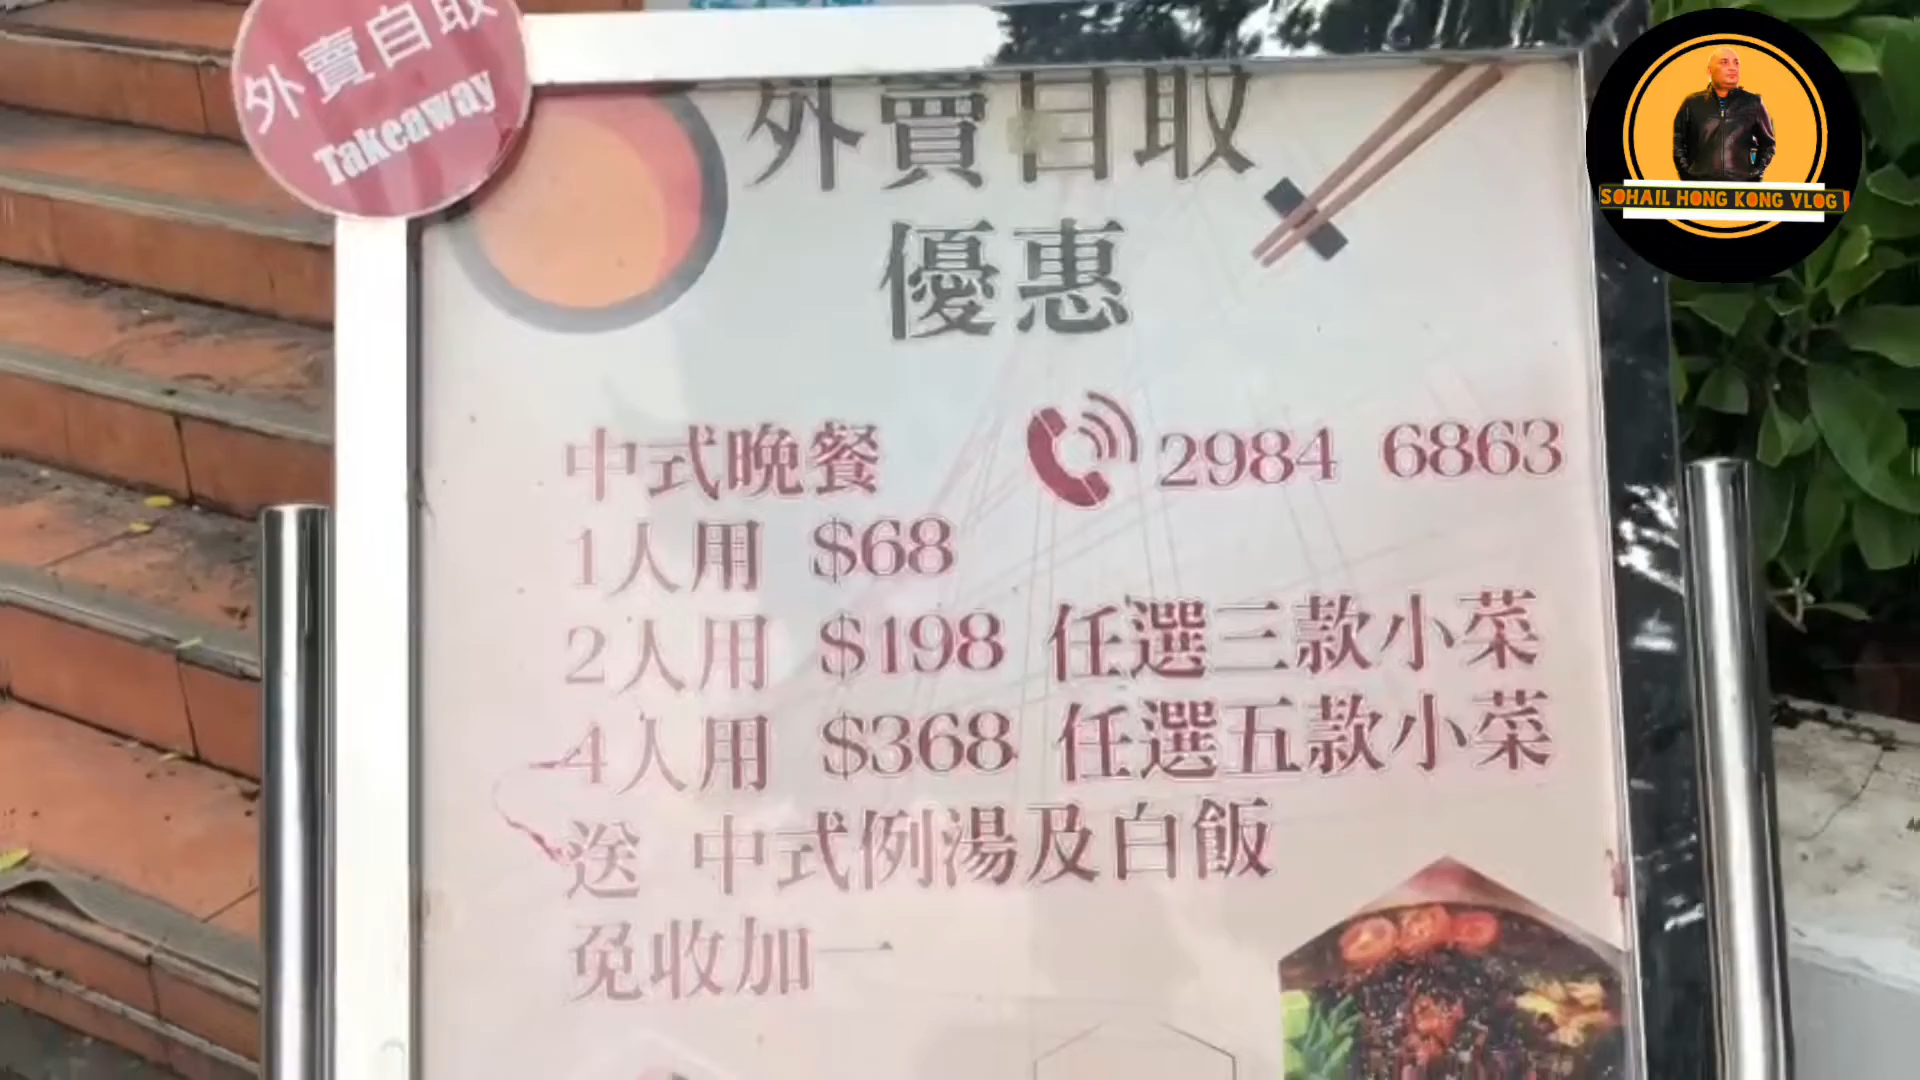 外賣自取
Takeaway
外賣自取
優惠
中式晚餐 2984 6863
1人用 $68
2人用 $198 任選三款小菜
4人用 $368 任選五款小菜
送 中式例湯及白飯
免收加一
SOHAIL HONG KONG VLOG